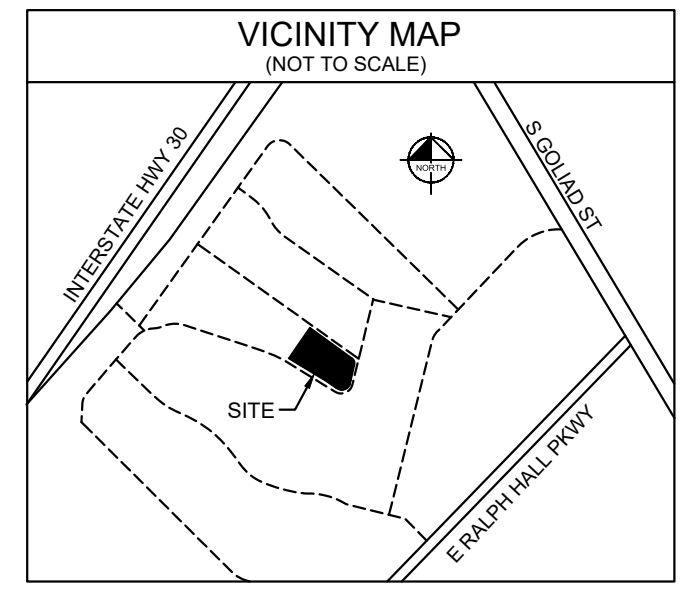 VICINITY MAP
(NOT TO SCALE)
INTERSTATE HWY 30
NORTH
S GOLIAD ST
SITE
E RALPH HALL PKWY